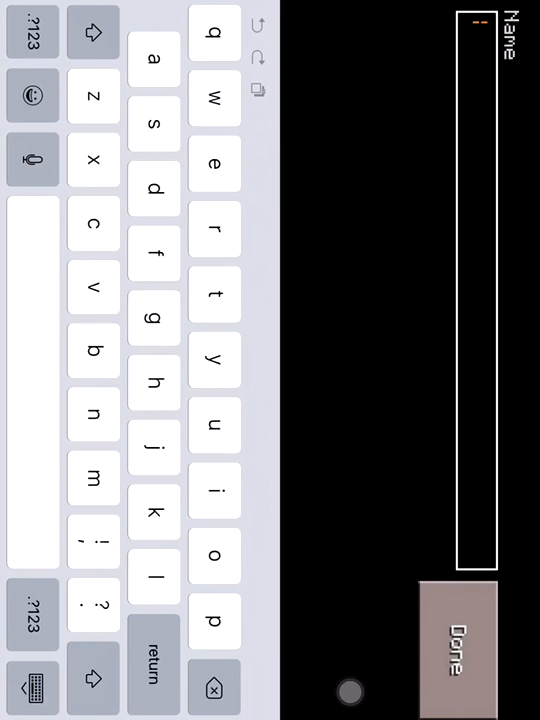 Name
Done
q w e r t y u i o p
a s d f g h j k l return
z x c v b n m ! , ? .
.?123 .?123